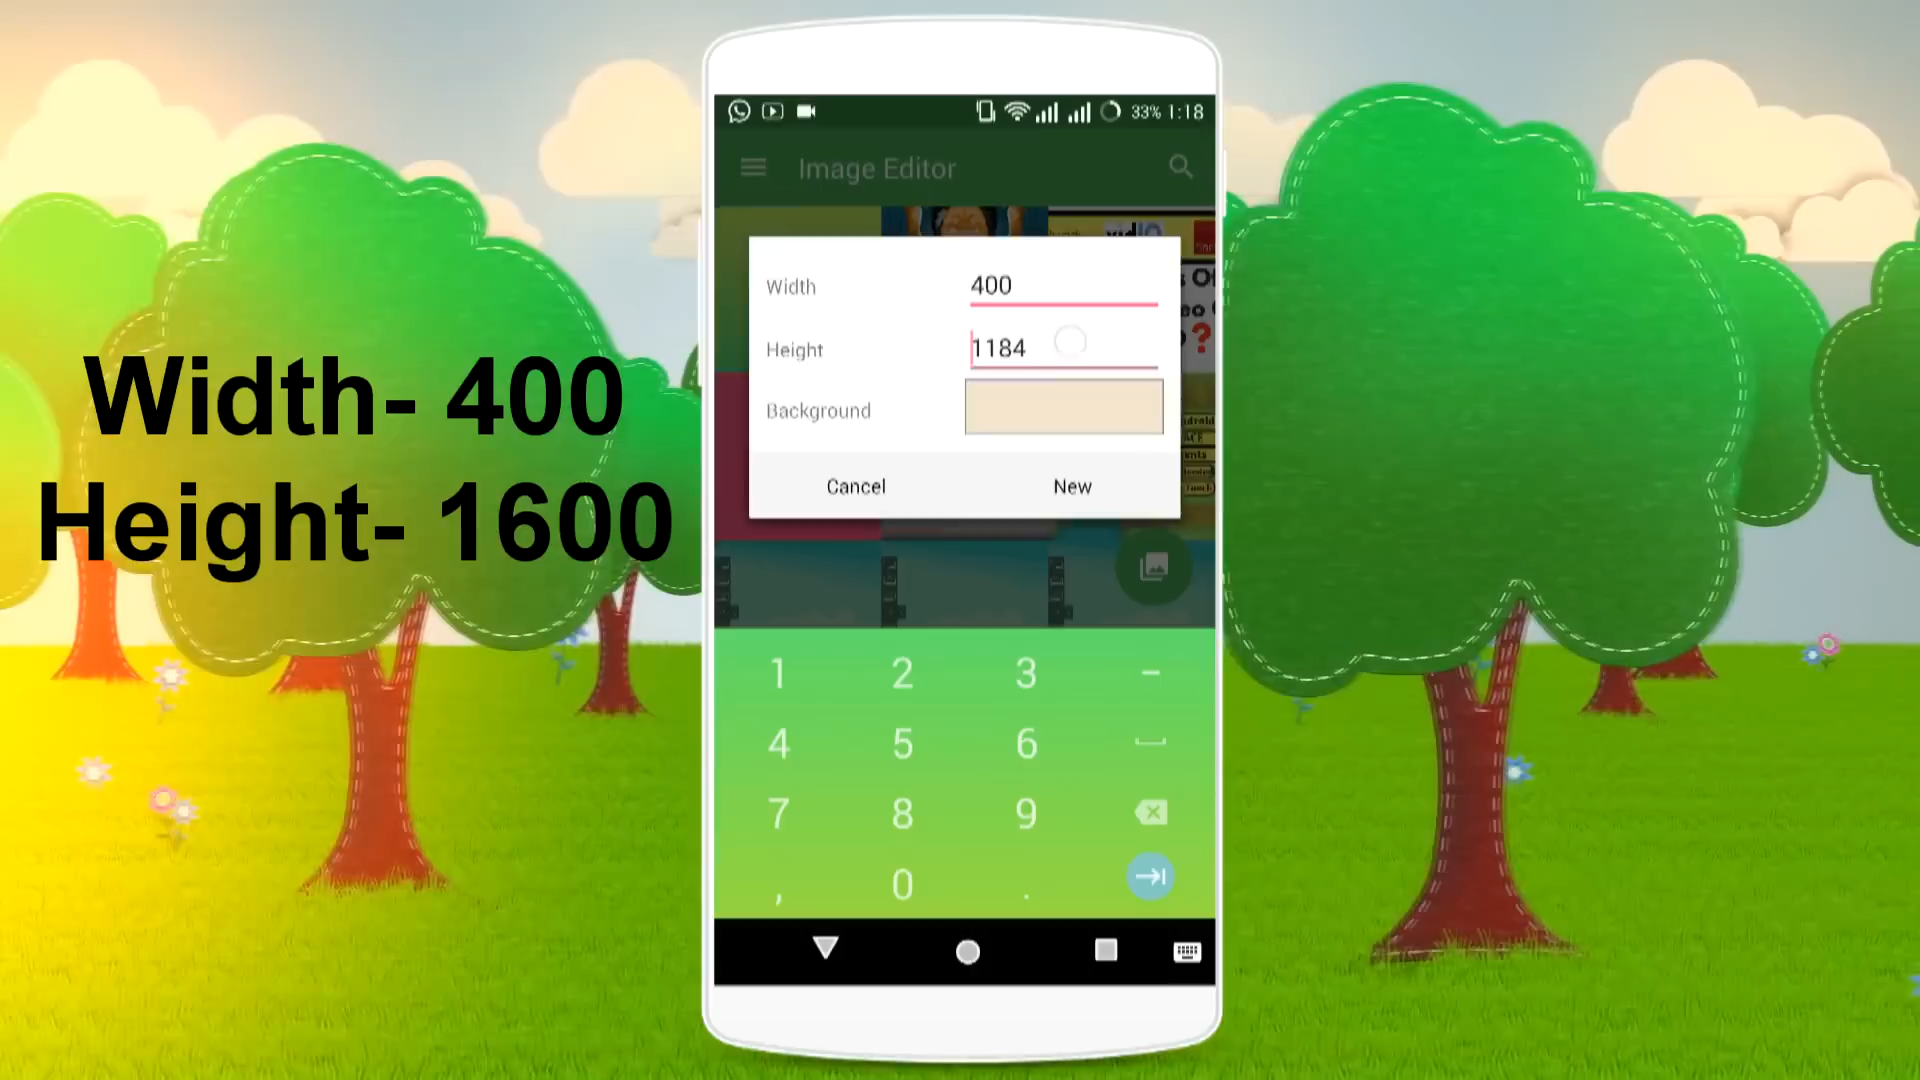 33% 1:18
Image Editor
Width 400
Height 1184
Background
Cancel New
Width- 400
Height- 1600
1 2 3 -
4 5 6
7 8 9
, 0 .